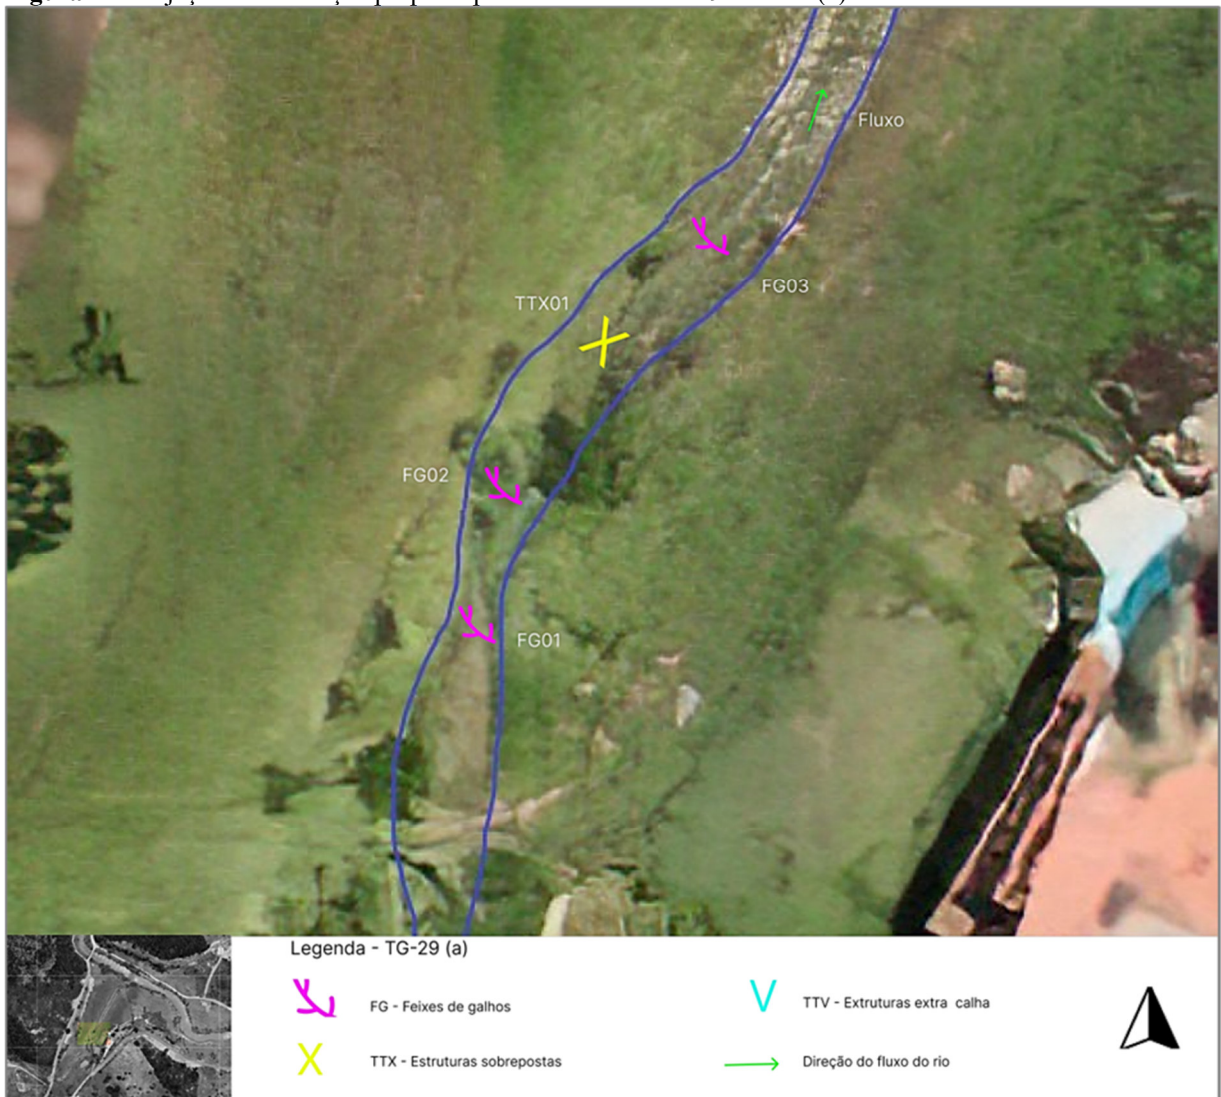 Fluxo
FG03
TTX01
FG02
FG01
Legenda - TG-29 (a)
FG - Feixes de galhos
TTV - Extruturas extra calha
TTX - Estruturas sobrepostas
Direção do fluxo do rio